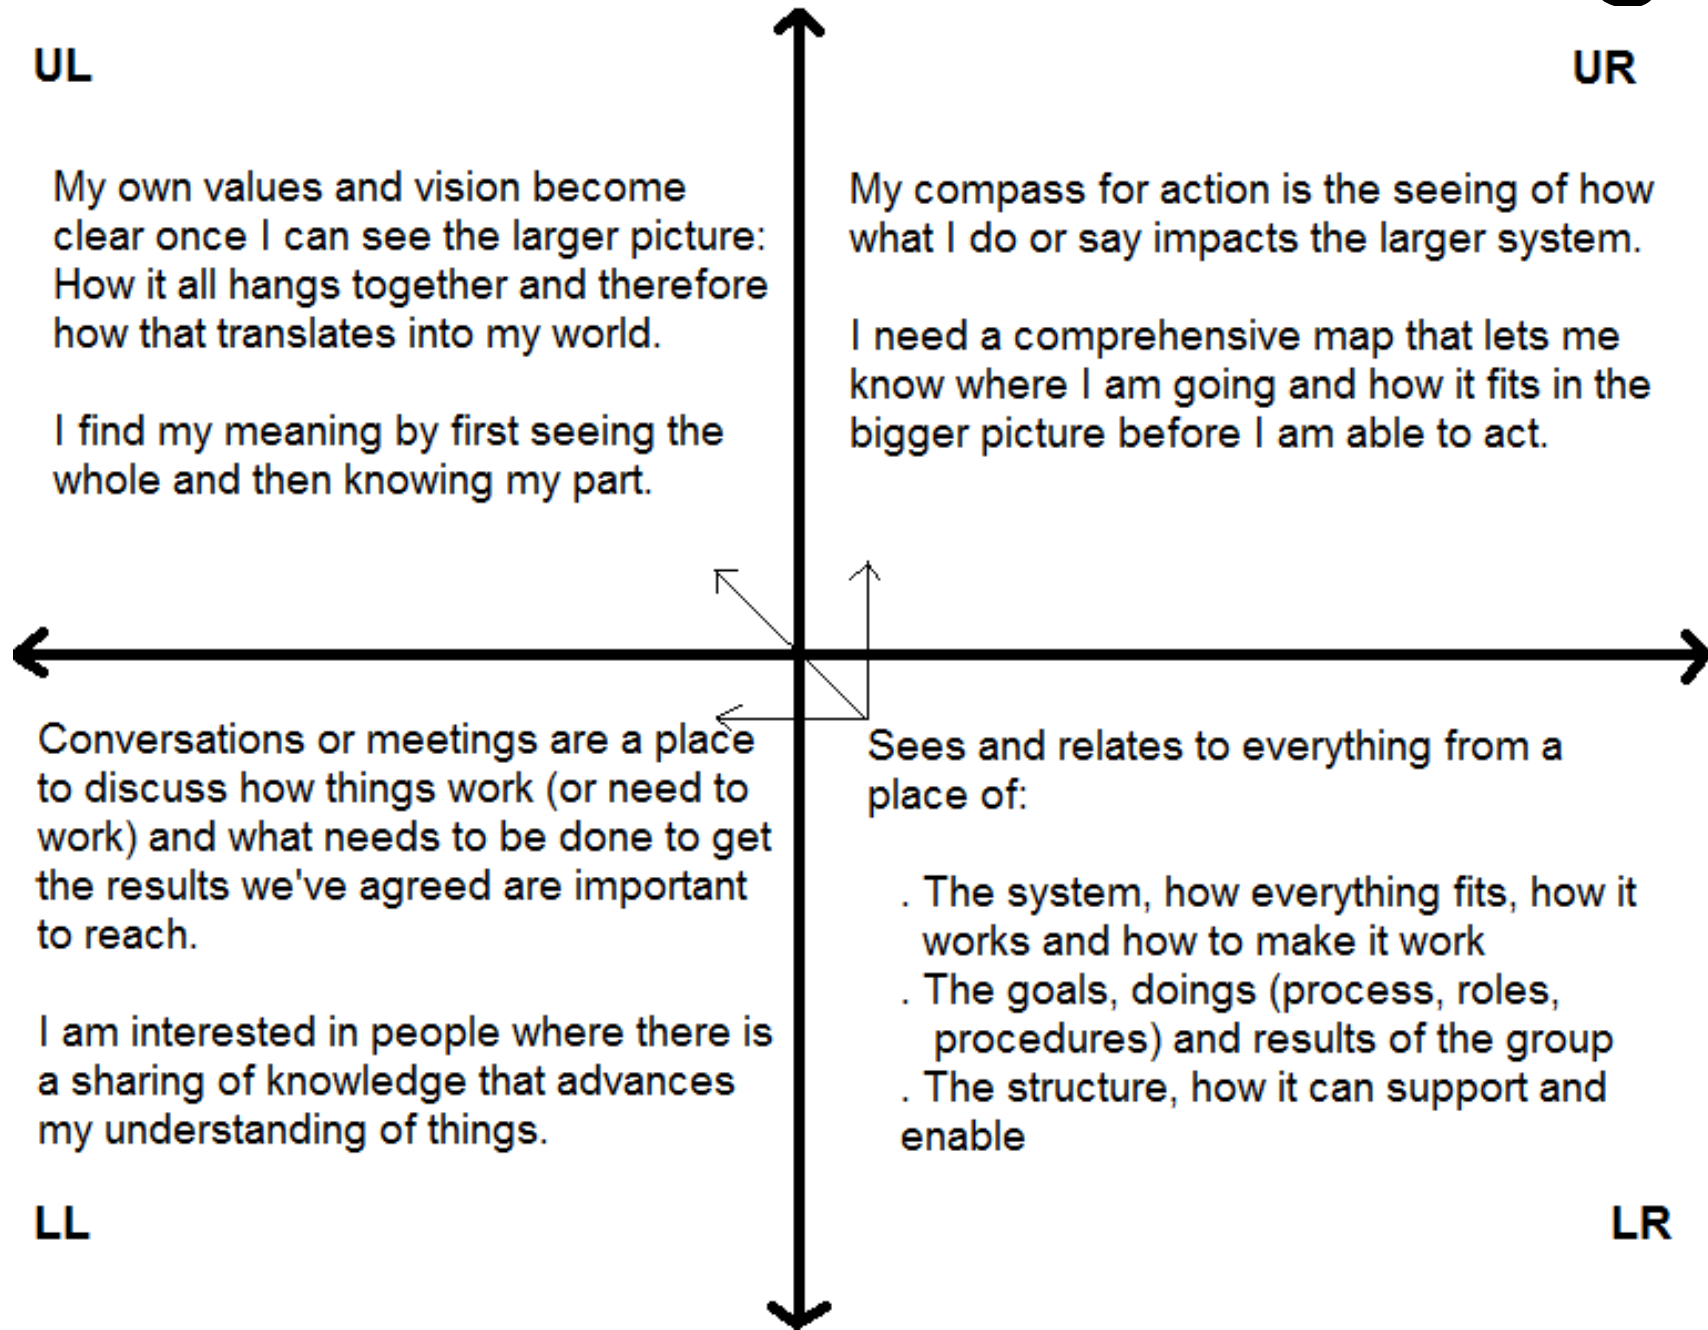 UL
UR
My own values and vision become
clear once I can see the larger picture:
How it all hangs together and therefore
how that translates into my world.
I find my meaning by first seeing the
whole and then knowing my part.
My compass for action is the seeing of how
what I do or say impacts the larger system.
I need a comprehensive map that lets me
know where I am going and how it fits in the
bigger picture before I am able to act.
Conversations or meetings are a place
to discuss how things work (or need to
work) and what needs to be done to get
the results we've agreed are important
to reach.
I am interested in people where there is
a sharing of knowledge that advances
my understanding of things.
Sees and relates to everything from a
place of:
. The system, how everything fits, how it
works and how to make it work
. The goals, doings (process, roles,
procedures) and results of the group
. The structure, how it can support and
enable
LL
LR